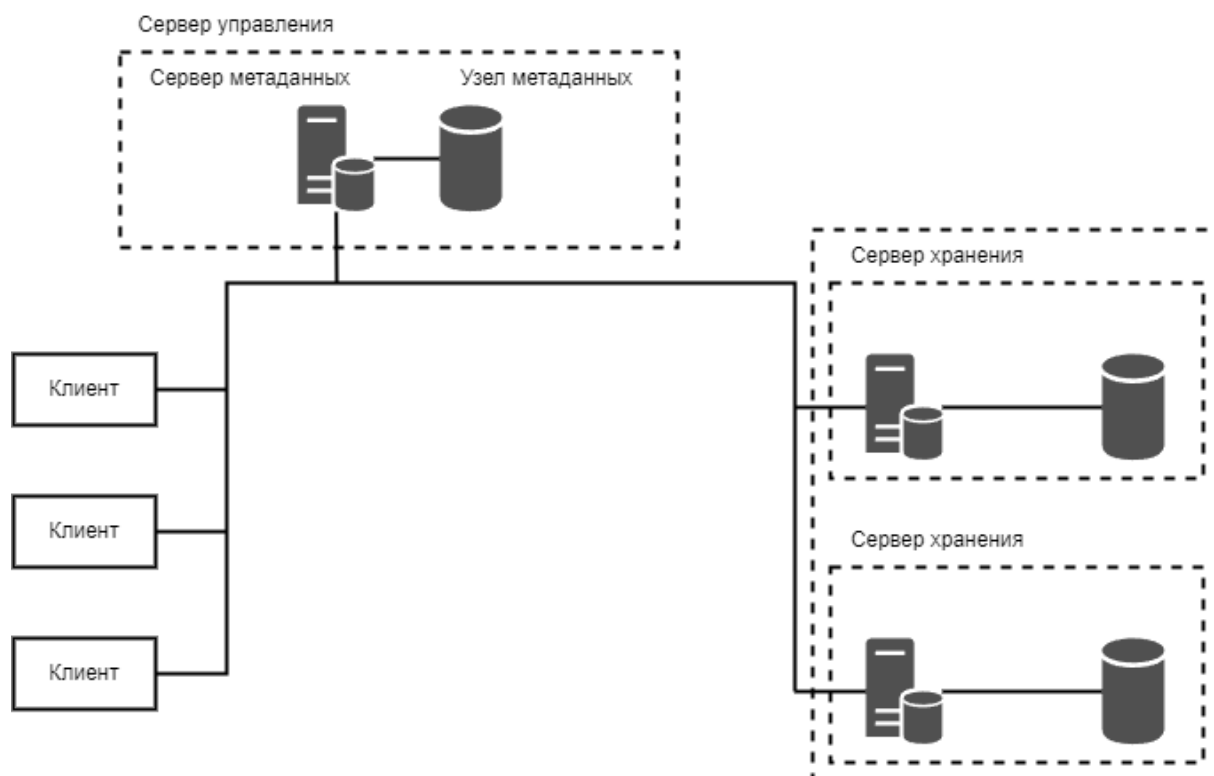 Сервер управления
Сервер метаданных
Узел метаданных
Сервер хранения
Клиент
Клиент
Сервер хранения
Клиент